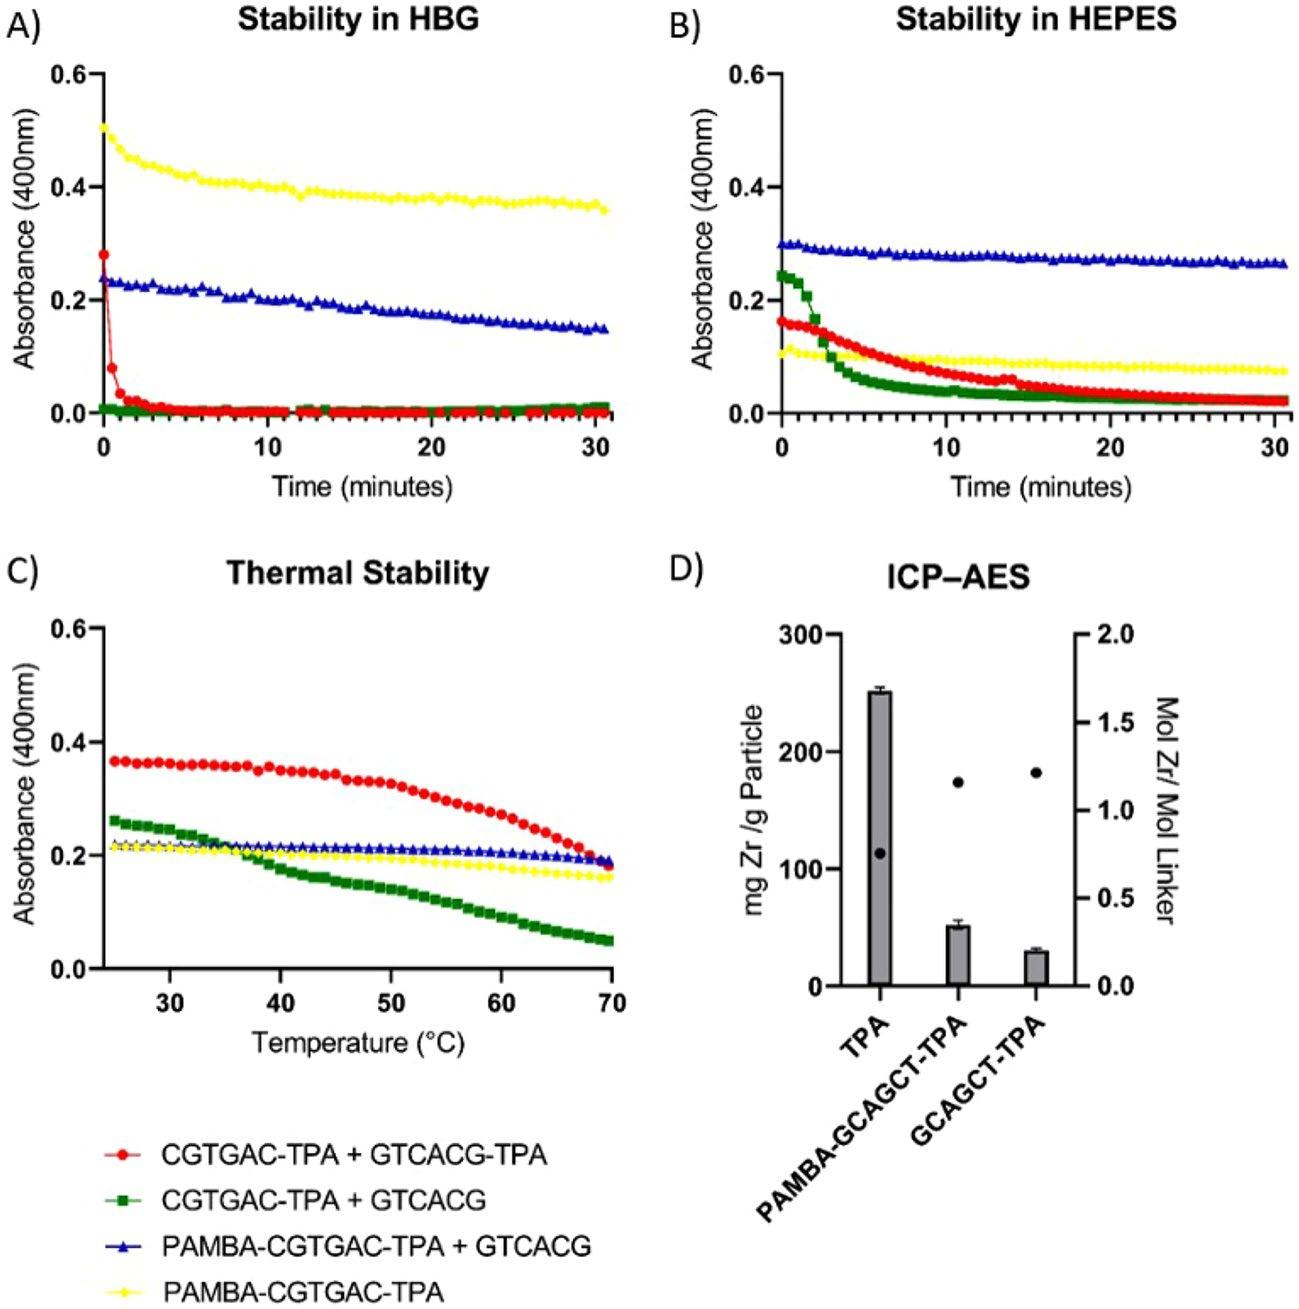 A)
Stability in HBG
0.6
0.4
0.2
0.0
Absorbance (400nm)
0
10
20
30
Time (minutes)
B)
Stability in HEPES
0.6
0.4
0.2
0.0
Absorbance (400nm)
0
10
20
30
Time (minutes)
C)
Thermal Stability
0.6
0.4
0.2
0.0
Absorbance (400nm)
30
40
50
60
70
Temperature (°C)
D)
ICP–AES
300
200
100
0
mg Zr /g Particle
2.0
1.5
1.0
0.5
0.0
Mol Zr/ Mol Linker
TPA
PAMBA-GCAGCT-TPA
GCAGCT-TPA
CGTGAC-TPA + GTCACG-TPA
CGTGAC-TPA + GTCACG
PAMBA-CGTGAC-TPA + GTCACG
PAMBA-CGTGAC-TPA